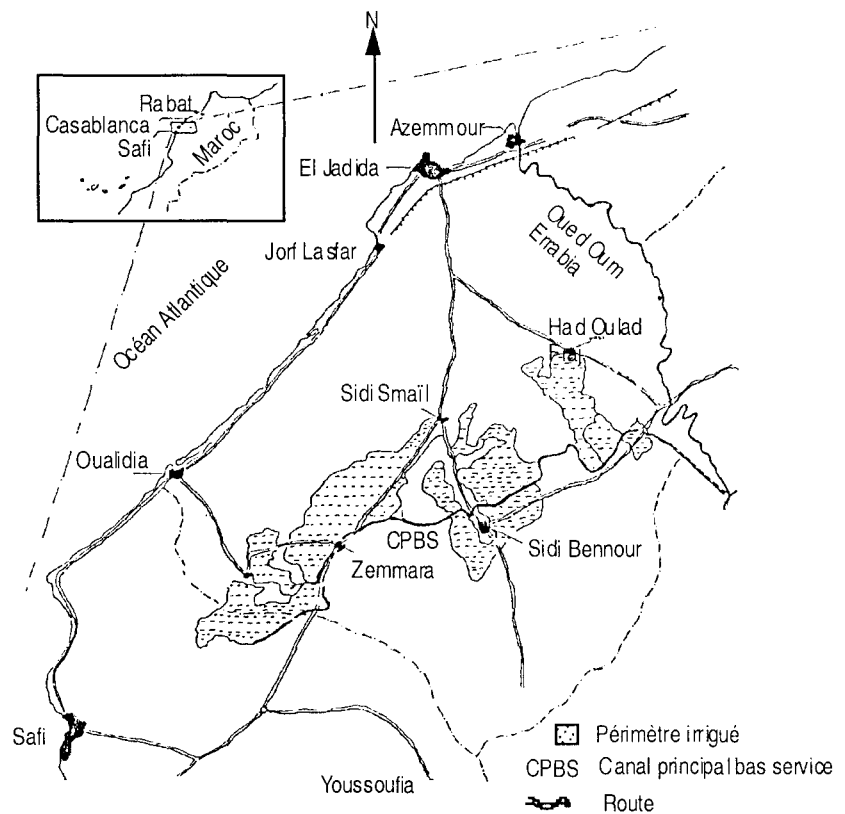 N
Rabat
Casablanca
Safi
Maroc
Azemmour
El Jadida
Jorf Lasfar
Océan Atlantique
Oued Oum
Errabia
Had Oulad
Fraj
Sidi Smaïl
Oualidia
CPBS
Zemmara
Sidi Bennour
Safi
Youssoufia
Périmètre irrigué
CPBS Canal principal bas service
Route